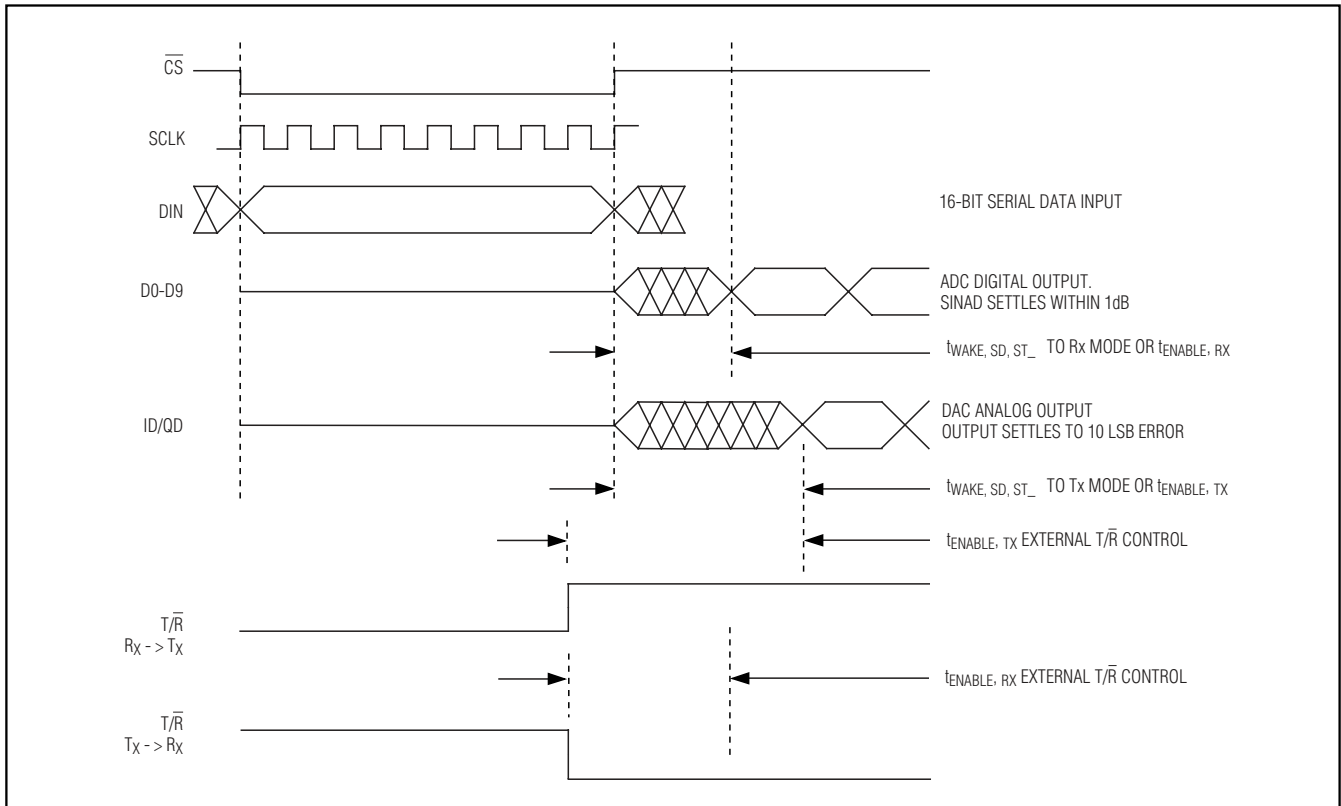 C̅S̅
SCLK
DIN
16-BIT SERIAL DATA INPUT
D0-D9
ADC DIGITAL OUTPUT.
SINAD SETTLES WITHIN 1dB
tWAKE, SD, ST_ TO Rx MODE OR tENABLE, RX
ID/QD
DAC ANALOG OUTPUT
OUTPUT SETTLES TO 10 LSB ERROR
tWAKE, SD, ST_ TO Tx MODE OR tENABLE, TX
tENABLE, TX EXTERNAL T/R̅ CONTROL
T/R̅
RX - > TX
tENABLE, RX EXTERNAL T/R̅ CONTROL
T/R̅
TX - > RX